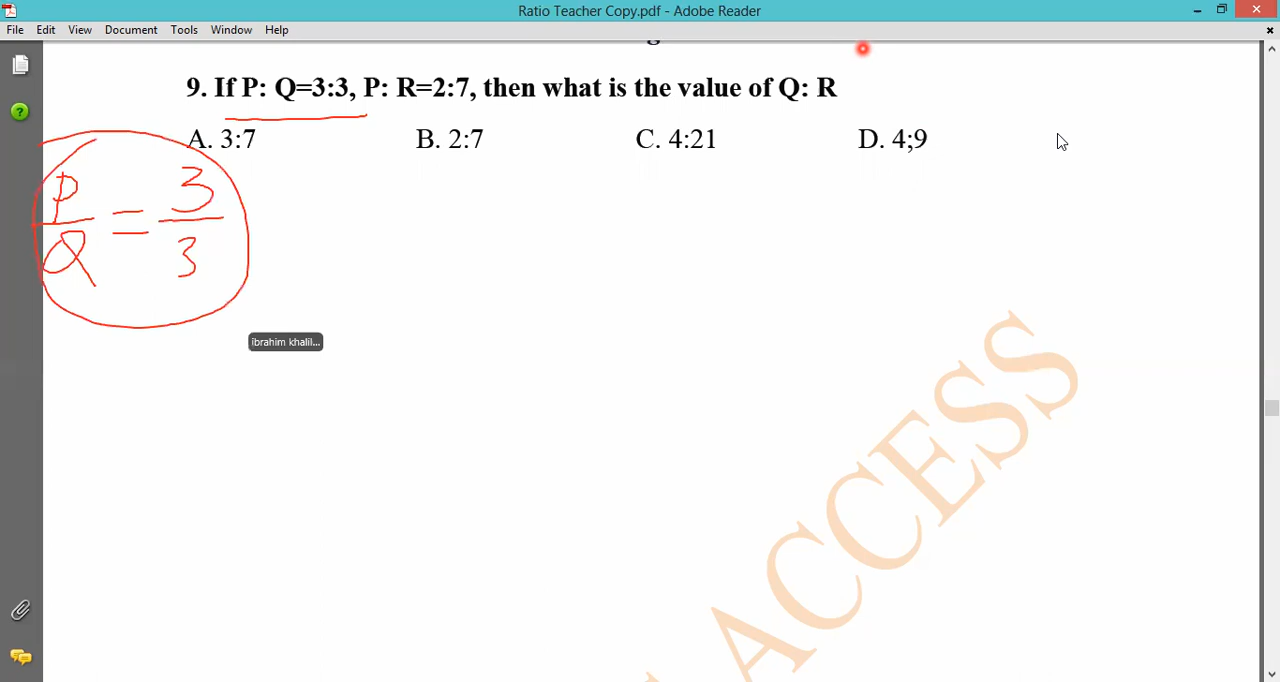 Ratio Teacher Copy.pdf - Adobe Reader
File Edit View Document Tools Window Help
9. If P: Q=3:3, P: R=2:7, then what is the value of Q: R
A. 3:7 B. 2:7 C. 4:21 D. 4;9
P/Q = 3/3
ibrahim khalil...
ACCESS